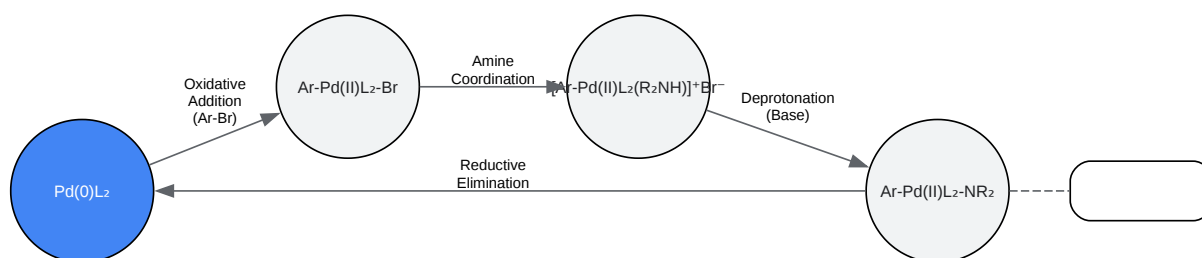 Oxidative
Addition
(Ar-Br)
Ar-Pd(II)L₂-Br
Amine
Coordination
[Ar-Pd(II)L₂(R₂NH)]⁺Br⁻
Deprotonation
(Base)
Pd(0)L₂
Reductive
Elimination
Ar-Pd(II)L₂-NR₂